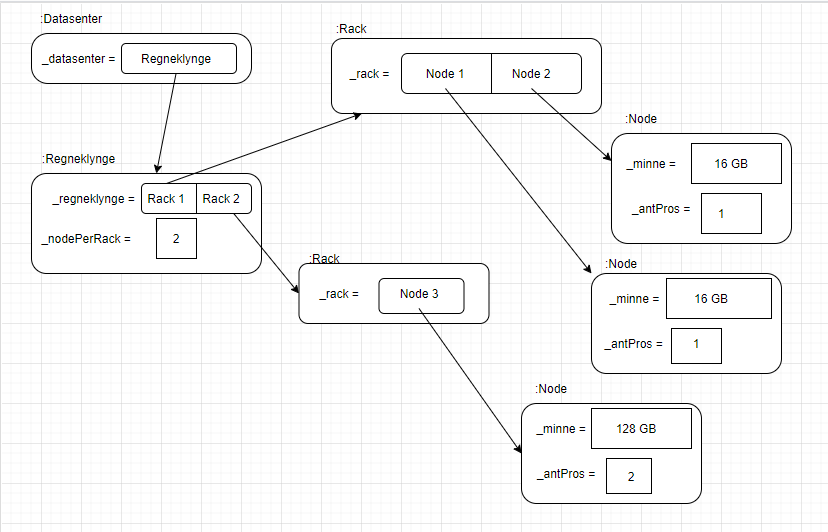 :Datasenter
_datasenter = Regneklynge
:Rack
_rack = Node 1 Node 2
:Node
_minne = 16 GB
_antPros = 1
:Regneklynge
_regneklynge = Rack 1 Rack 2
_nodePerRack = 2
:Rack
_rack = Node 3
:Node
_minne = 16 GB
_antPros = 1
:Node
_minne = 128 GB
_antPros = 2